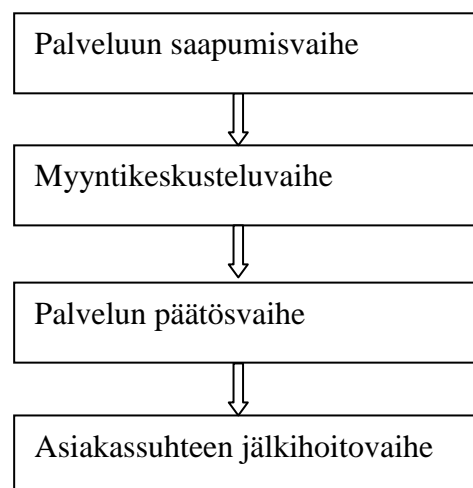 Palveluun saapumisvaihe
Myyntikeskusteluvaihe
Palvelun päätösvaihe
Asiakassuhteen jälkihoitovaihe